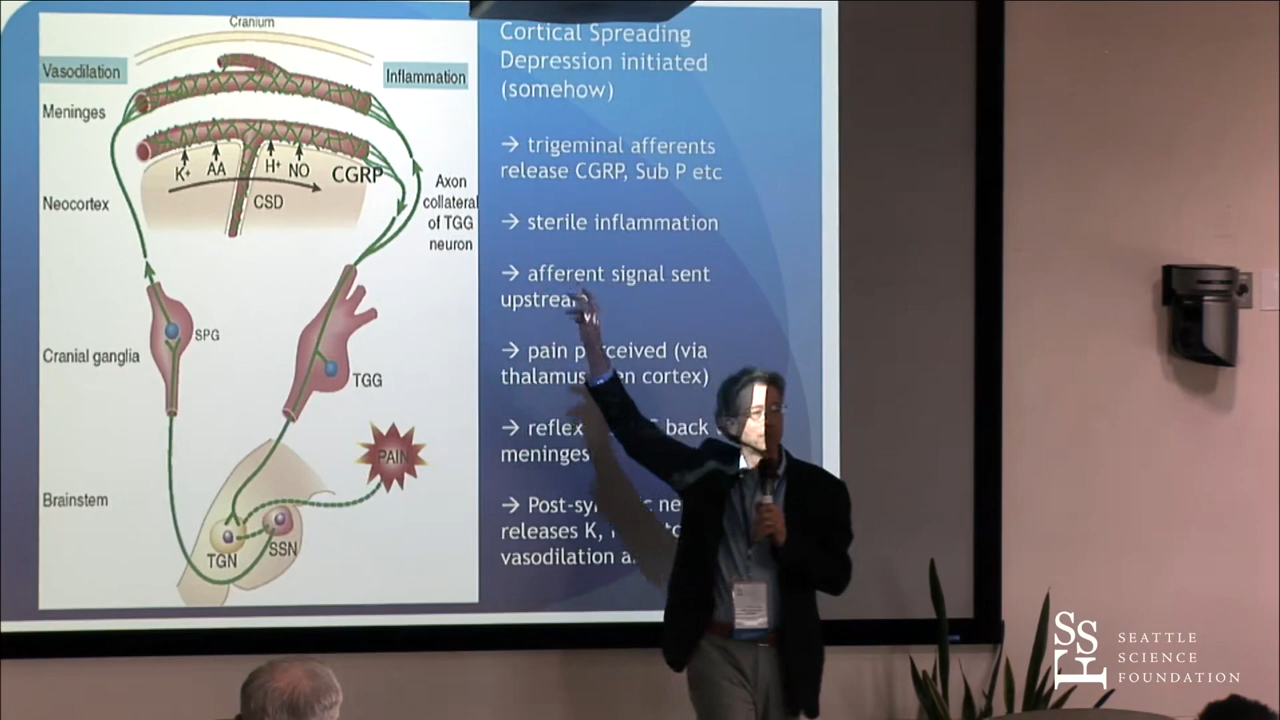 Cranium
Vasodilation
Inflammation
Meninges
K+ AA H+ NO CGRP
CSD
Neocortex
Axon
collateral
of TGG
neuron
SPG
Cranial ganglia
TGG
PAIN
Brainstem
TGN
SSN
Cortical Spreading
Depression initiated
(somehow)
→ trigeminal afferents
release CGRP, Sub P etc
→ sterile inflammation
→ afferent signal sent
upstream
→ pain perceived (via
thalamus cortex)
→ reflex back
meninges
→
releases K,
vasodilation
SSF
SEATTLE
SCIENCE
FOUNDATION